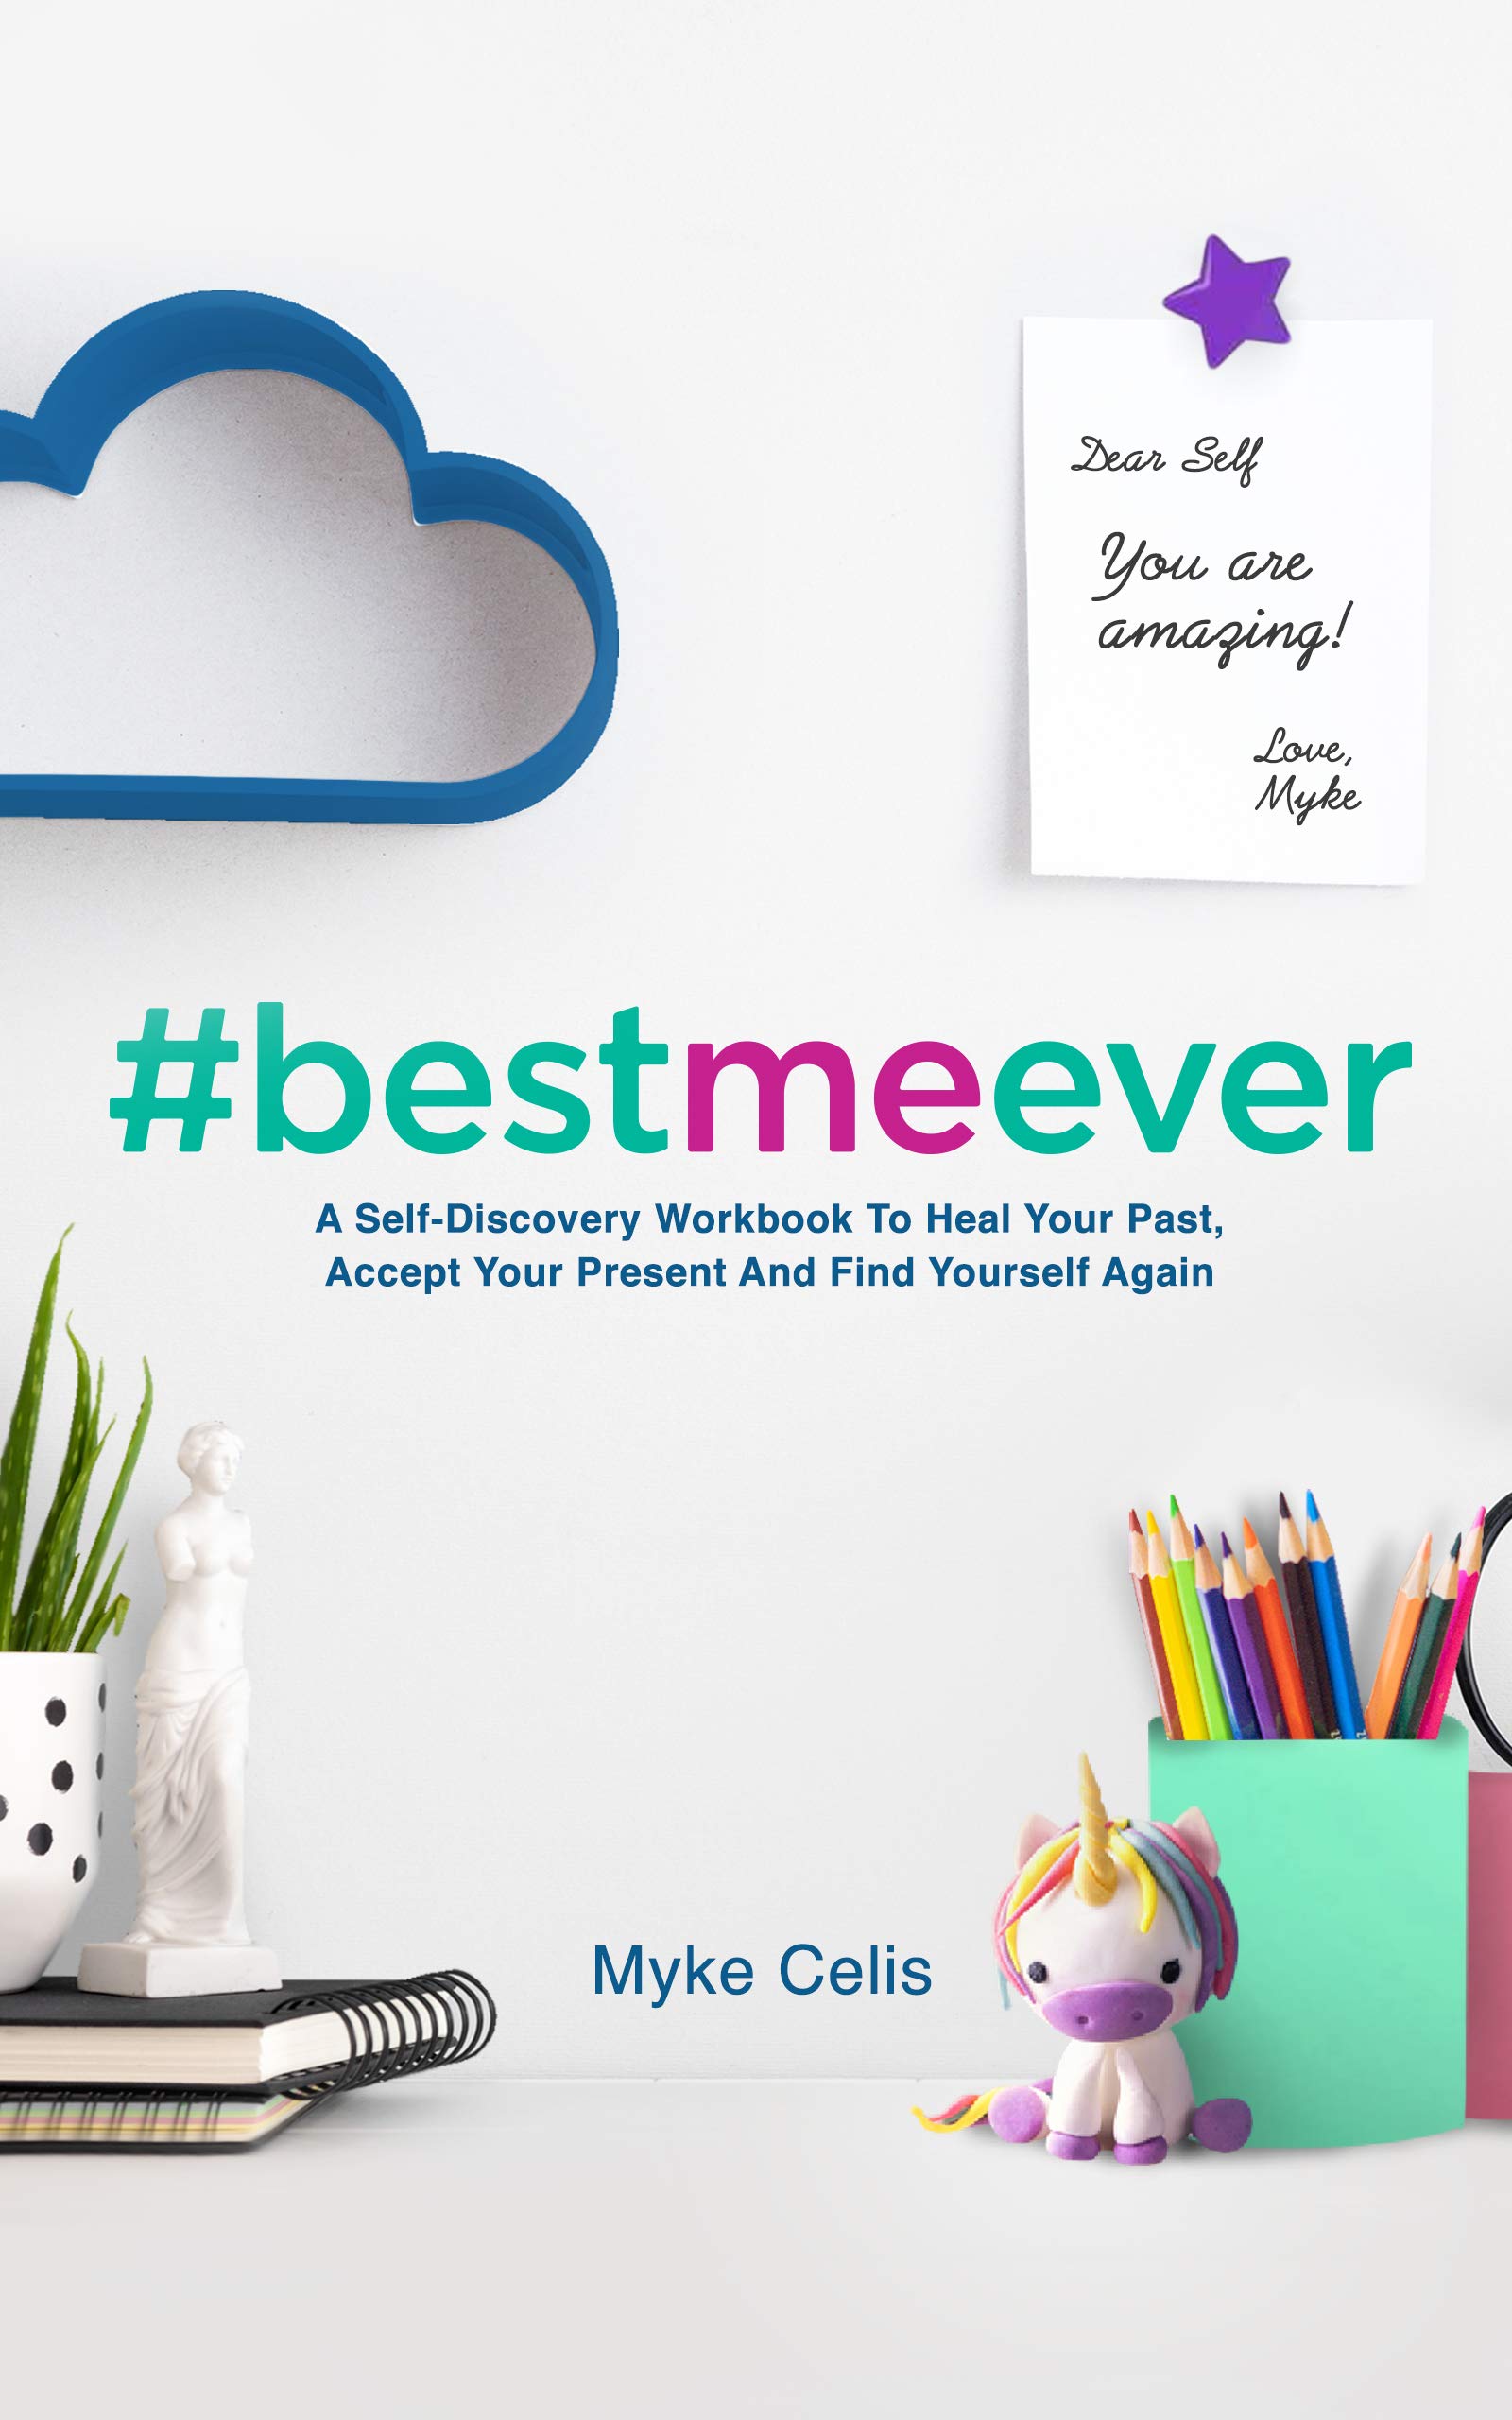 Dear Self
You are
amazing!
Love,
Myke
#bestmeever
A Self-Discovery Workbook To Heal Your Past,
Accept Your Present And Find Yourself Again
Myke Celis